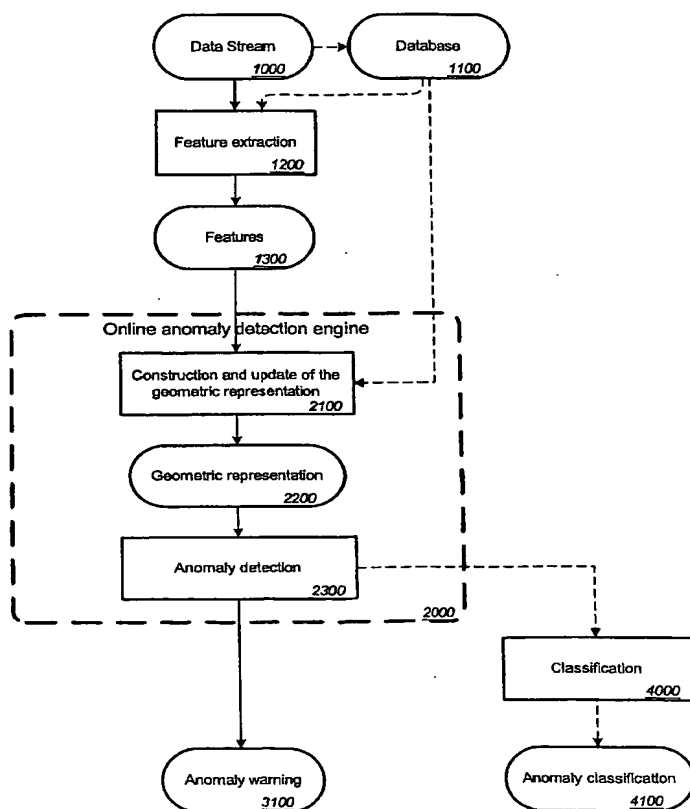 Data Stream
1000
Database
1100
Feature extraction
1200
Features
1300
Online anomaly detection engine
Construction and update of the
geometric representation
2100
Geometric representation
2200
Anomaly detection
2300
2000
Classification
4000
Anomaly warning
3100
Anomaly classification
4100